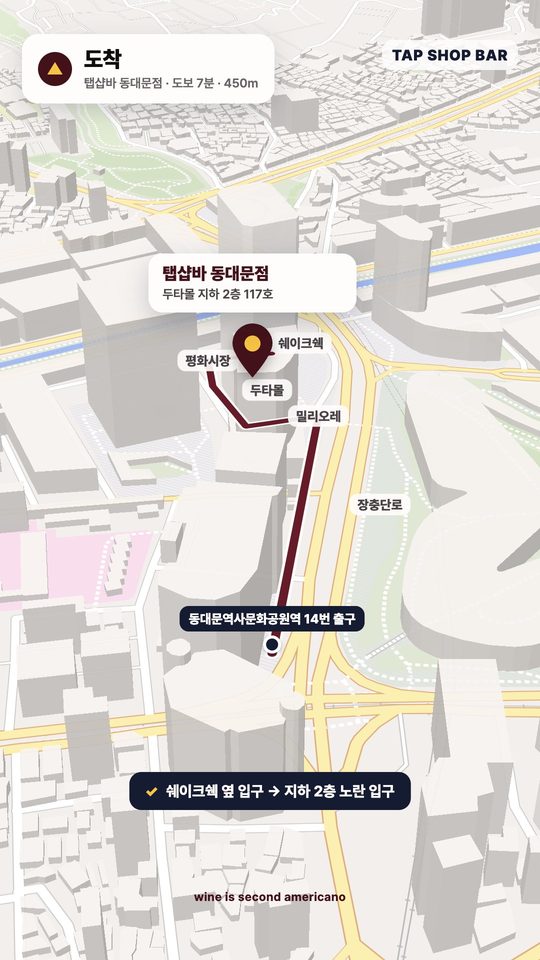 도착
탭샵바 동대문점 · 도보 7분 · 450m
TAP SHOP BAR
탭샵바 동대문점
두타몰 지하 2층 117호
쉐이크쉑
평화시장
두타몰
밀리오레
장충단로
동대문역사문화공원역 14번 출구
✓ 쉐이크쉑 옆 입구 → 지하 2층 노란 입구
wine is second americano